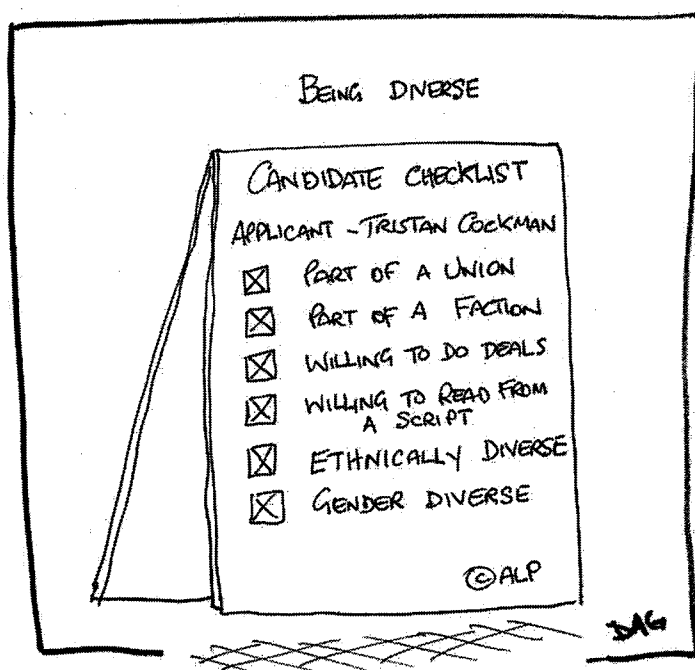 BEING DIVERSE
CANDIDATE CHECKLIST
APPLICANT - TRISTAN COCKMAN
PART OF A UNION
PART OF A FACTION
WILLING TO DO DEALS
WILLING TO READ FROM
A SCRIPT
ETHNICALLY DIVERSE
GENDER DIVERSE
© ALP
DAG